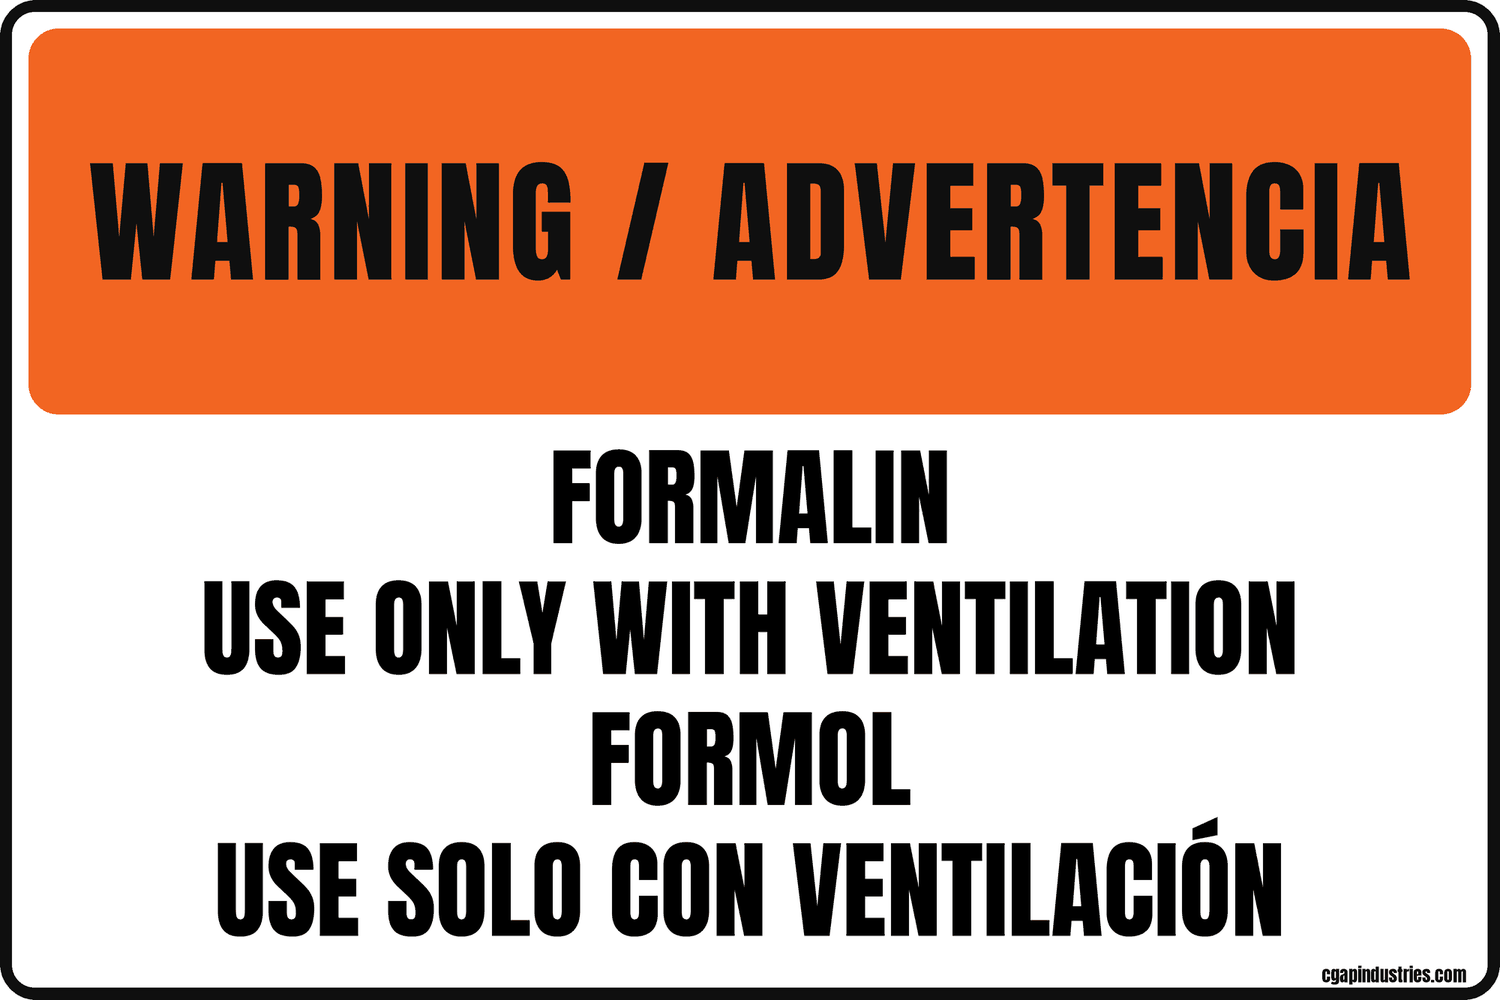 WARNING / ADVERTENCIA
FORMALIN
USE ONLY WITH VENTILATION
FORMOL
USE SOLO CON VENTILACIÓN
cgapindustries.com